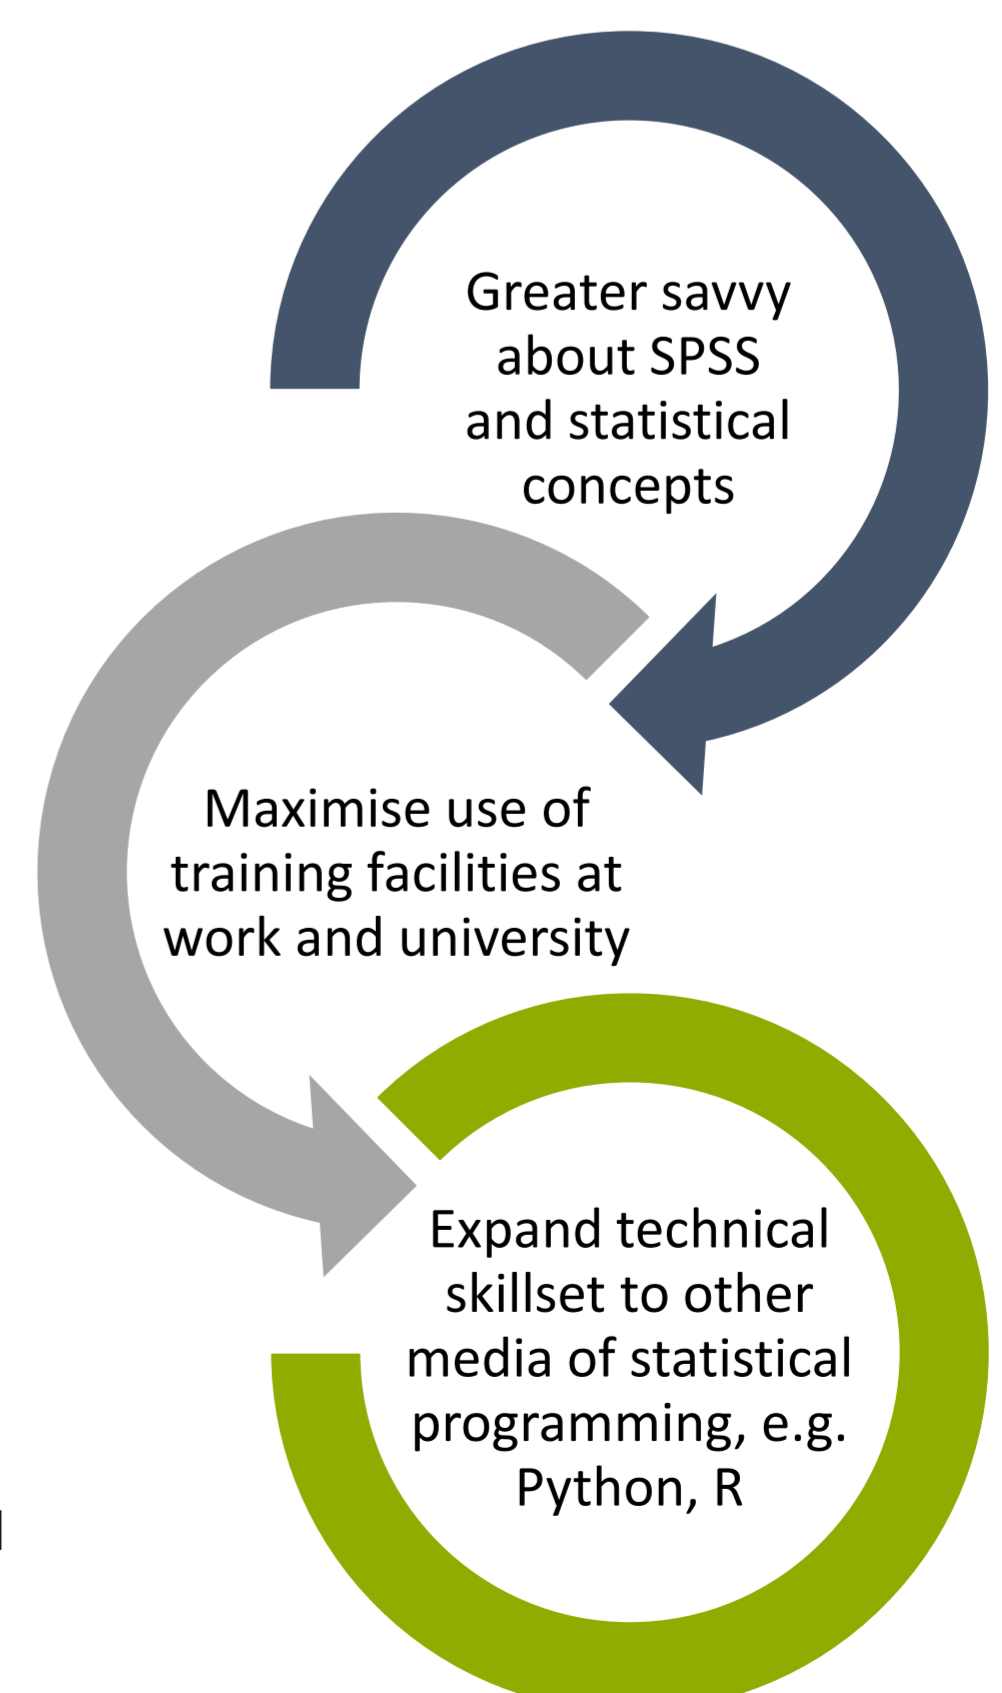 Greater savvy
about SPSS
and statistical
concepts
Maximise use of
training facilities at
work and university
Expand technical
skillset to other
media of statistical
programming, e.g.
Python, R